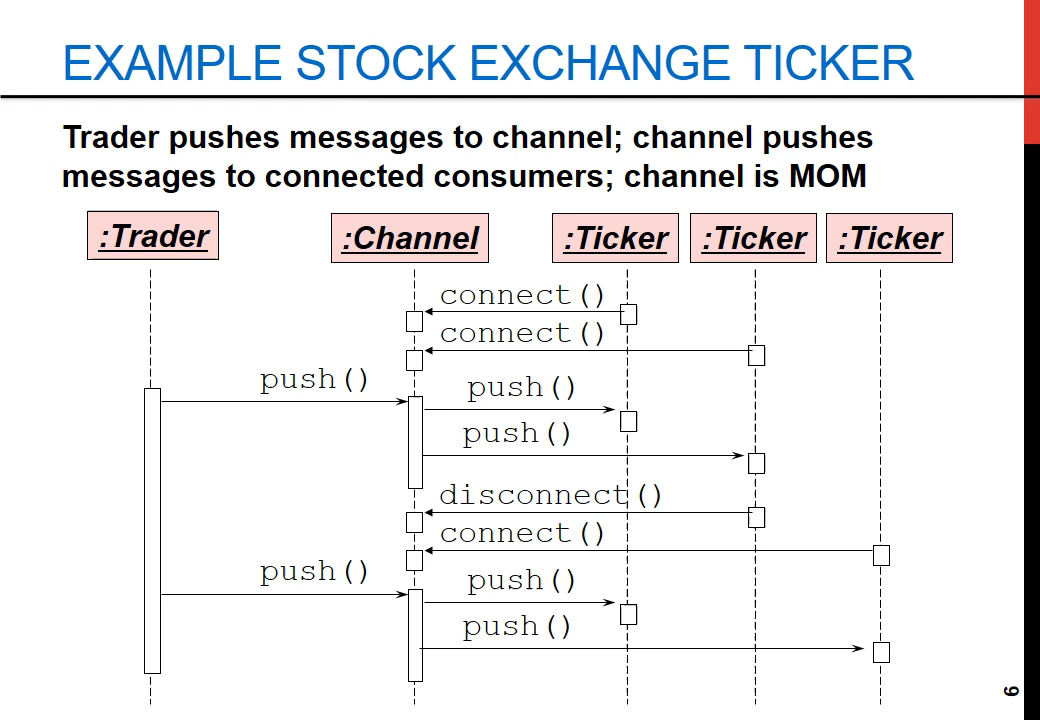 EXAMPLE STOCK EXCHANGE TICKER
Trader pushes messages to channel; channel pushes
messages to connected consumers; channel is MOM
:Trader :Channel :Ticker :Ticker :Ticker
connect()
connect()
push()
push()
push()
disconnect()
connect()
push()
push()
push()
6